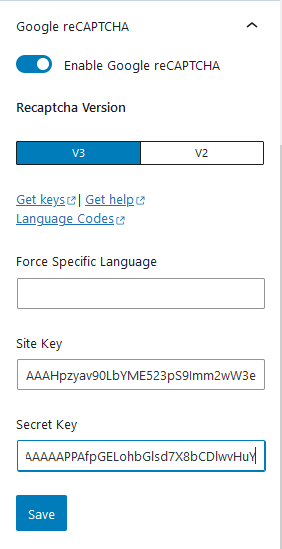 Google reCAPTCHA
Enable Google reCAPTCHA
Recaptcha Version
V3 V2
Get keys | Get help
Language Codes
Force Specific Language
Site Key
AAAHpzyav90LbYME523pS9Imm2wW3e
Secret Key
AAAAAPPAfpGELohbGlsd7X8bCDlwvHuY
Save